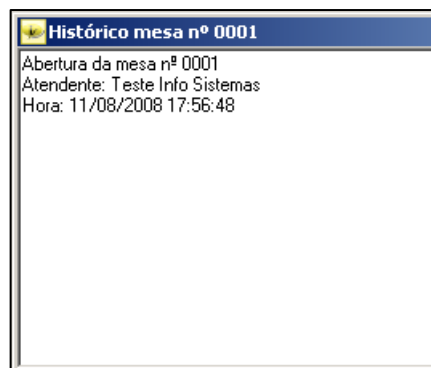 Histórico mesa nº 0001
Abertura da mesa nº 0001
Atendente: Teste Info Sistemas
Hora: 11/08/2008 17:56:48